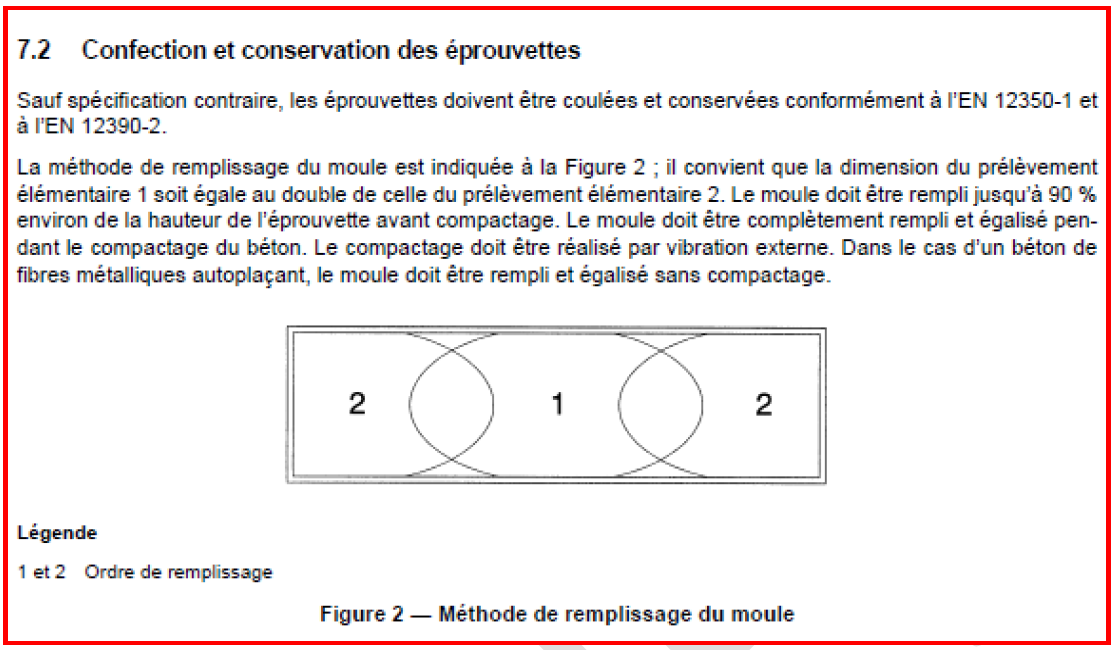 7.2 Confection et conservation des éprouvettes
Sauf spécification contraire, les éprouvettes doivent être coulées et conservées conformément à l'EN 12350-1 et
à l'EN 12390-2.
La méthode de remplissage du moule est indiquée à la Figure 2 ; il convient que la dimension du prélèvement
élémentaire 1 soit égale au double de celle du prélèvement élémentaire 2. Le moule doit être rempli jusqu'à 90 %
environ de la hauteur de l'éprouvette avant compactage. Le moule doit être complètement rempli et égalisé pen-
dant le compactage du béton. Le compactage doit être réalisé par vibration externe. Dans le cas d'un béton de
fibres métalliques autoplaçant, le moule doit être rempli et égalisé sans compactage.
2 1 2
Légende
1 et 2 Ordre de remplissage
Figure 2 — Méthode de remplissage du moule